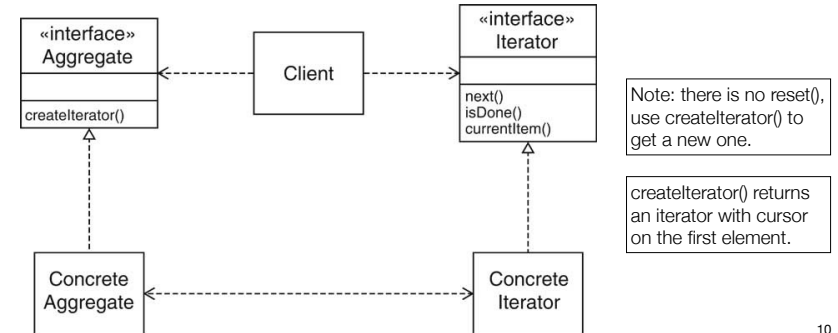 «interface»
Aggregate
createIterator()
Client
«interface»
Iterator
next()
isDone()
currentItem()
Note: there is no reset(),
use createIterator() to
get a new one.
createIterator() returns
an iterator with cursor
on the first element.
Concrete
Aggregate
Concrete
Iterator
10